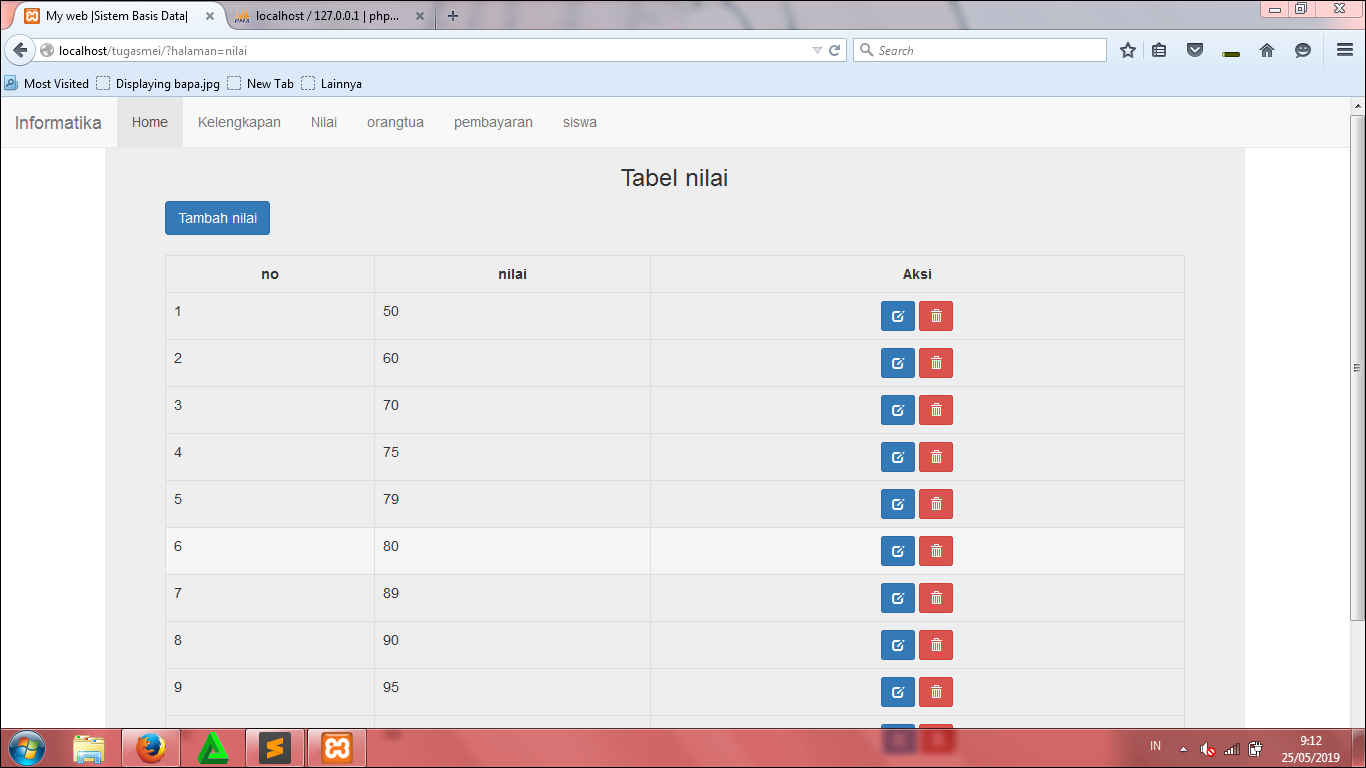 My web |Sistem Basis Data|
localhost / 127.0.0.1 | php...
localhost/tugasmei/?halaman=nilai
Search
Most Visited Displaying bapa.jpg New Tab Lainnya
Informatika Home Kelengkapan Nilai orangtua pembayaran siswa
Tabel nilai
Tambah nilai
no nilai Aksi
1 50
2 60
3 70
4 75
5 79
6 80
7 89
8 90
9 95
IN
9:12
25/05/2019